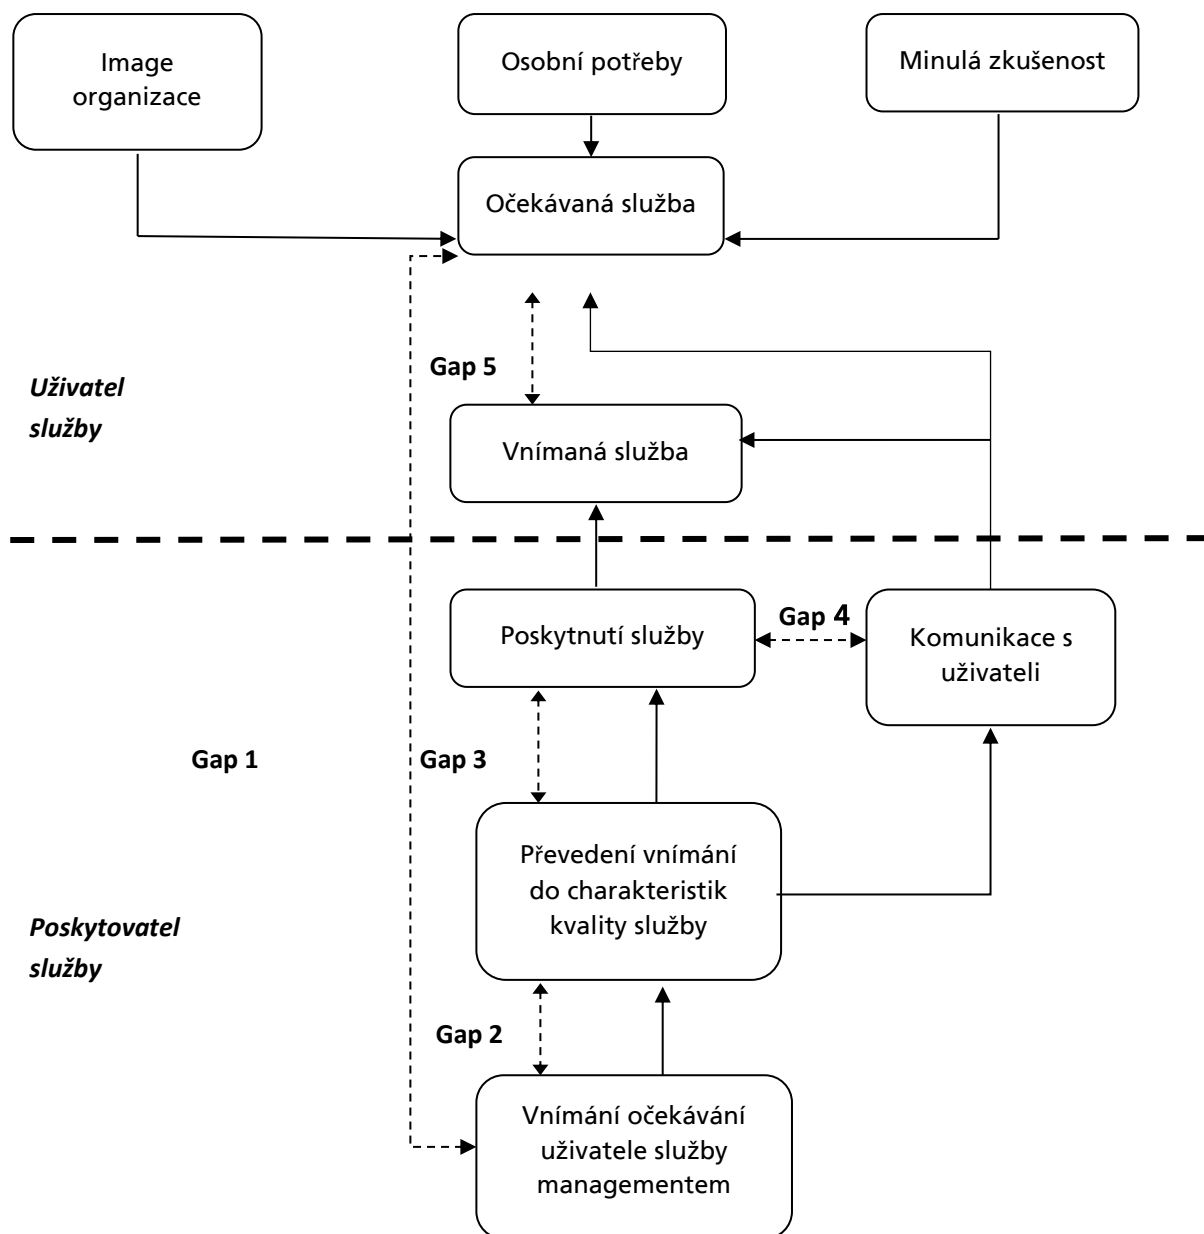 Image
organizace
Osobní potřeby
Minulá zkušenost
Očekávaná služba
Gap 5
Uživatel
služby
Vnímaná služba
Poskytnutí služby
Gap 4
Komunikace s
uživateli
Gap 1
Gap 3
Převedení vnímání
do charakteristik
kvality služby
Poskytovatel
služby
Gap 2
Vnímání očekávání
uživatele služby
managementem